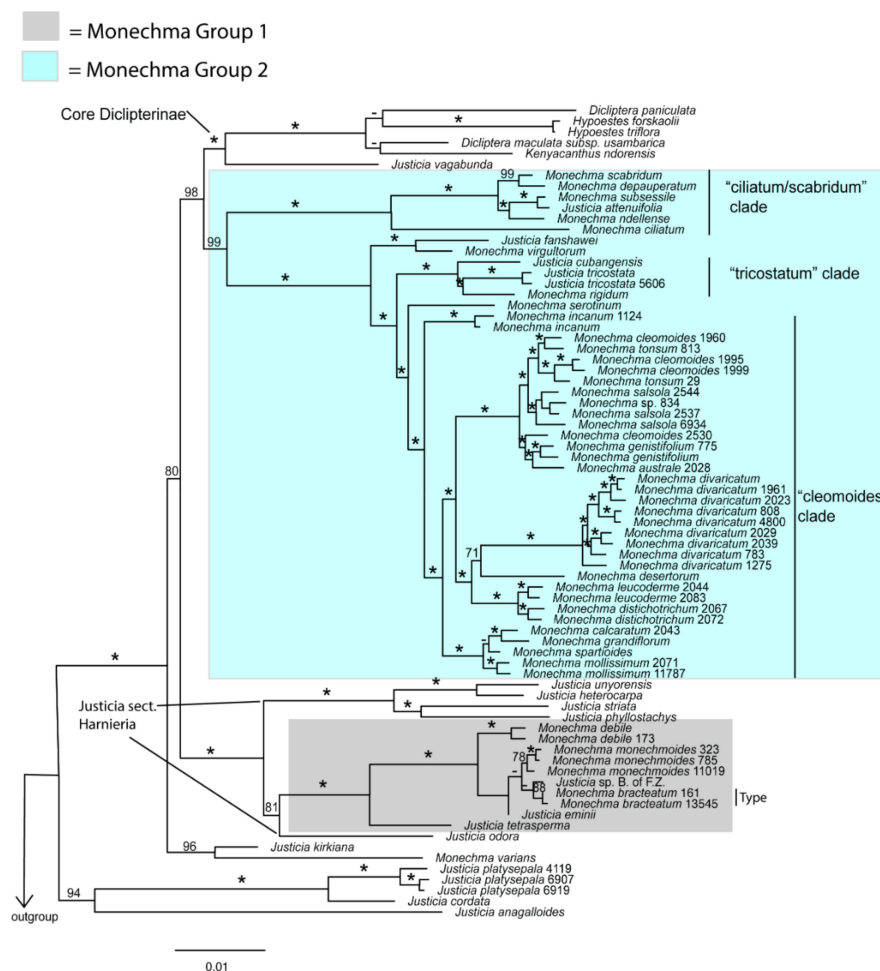 = Monechma Group 1
= Monechma Group 2
Core Diclipterinae
*
*
-
-
Dicliptera paniculata
Hypoestes forskaolii
Hypoestes triflora
Dicliptera maculata subsp. usambarica
Kenyacanthus ndorensis
Justicia vagabunda
98
99
Monechma scabridum
Monechma depauperatum
Monechma subsessile
Justicia attenuifolia
Monechma ndellense
Monechma ciliatum
"ciliatum/scabridum"
clade
99
Justicia fanshawei
Monechma virgultorum
Justicia cubangensis
Justicia tricostata
Justicia tricostata 5606
Monechma rigidum
"tricostatum" clade
Monechma serotinum
Monechma incanum 1124
Monechma incanum
Monechma cleomoides 1960
Monechma tonsum 813
Monechma cleomoides 1995
Monechma cleomoides 1999
Monechma tonsum 29
Monechma salsola 2544
Monechma sp. 834
Monechma salsola 2537
Monechma salsola 6934
Monechma cleomoides 2530
Monechma genistifolium 775
Monechma genistifolium
Monechma australe 2028
80
Monechma divaricatum
Monechma divaricatum 1961
Monechma divaricatum 2023
Monechma divaricatum 808
Monechma divaricatum 4800
Monechma divaricatum 2029
Monechma divaricatum 2039
Monechma divaricatum 783
Monechma divaricatum 1275
"cleomoides
clade
71
Monechma desertorum
Monechma leucoderme 2044
Monechma leucoderme 2083
Monechma distichotrichum 2067
Monechma distichotrichum 2072
Monechma calcaratum 2043
Monechma grandiflorum
Monechma spartioides
Monechma mollissimum 2071
Monechma mollissimum 11787
Justicia sect.
Harnieria
Justicia unyorensis
Justicia heterocarpa
Justicia striata
Justicia phyllostachys
Monechma debile
Monechma debile 173
78
Monechma monechmoides 323
Monechma monechmoides 785
Monechma monechmoides 11019
Justicia sp. B. of F.Z.
88
Monechma bracteatum 161
Monechma bracteatum 13545
Type
Justicia eminii
81
Justicia tetrasperma
Justicia odora
96
Justicia kirkiana
Monechma varians
Justicia platysepala 4119
Justicia platysepala 6907
Justicia platysepala 6919
94
Justicia cordata
Justicia anagalloides
outgroup
0.01